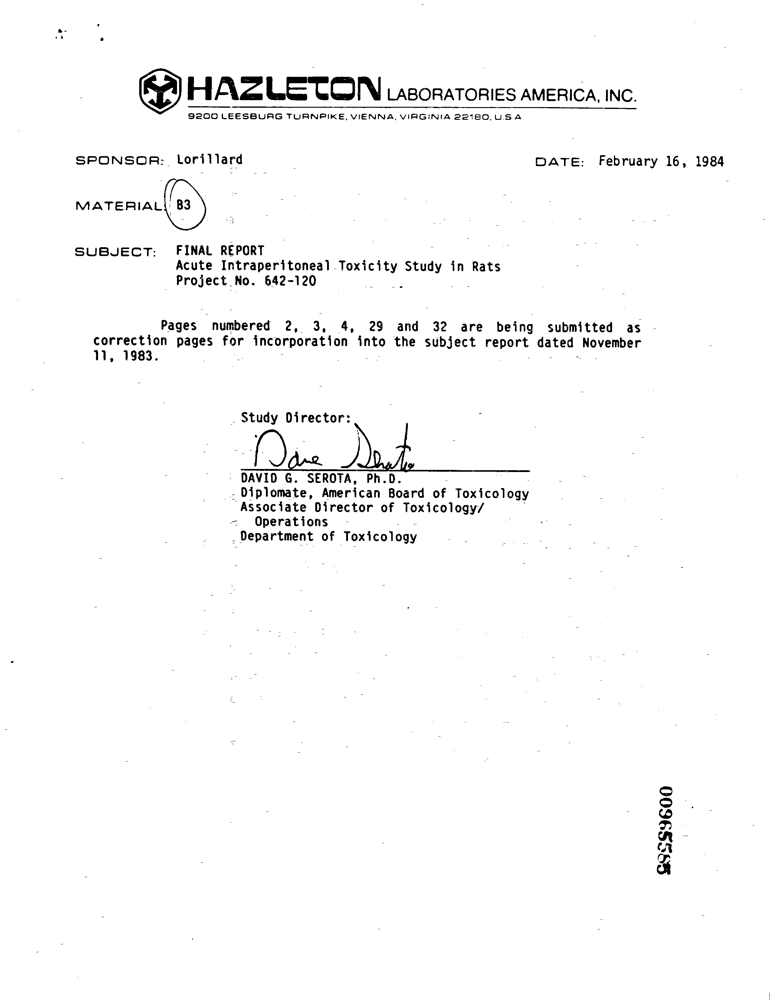 HAZLETON LABORATORIES AMERICA, INC.
9200 LEESBURG TURNPIKE, VIENNA, VIRGINIA 22180, U.S.A
SPONSOR: Lorillard DATE: February 16, 1984
MATERIAL: B3
SUBJECT: FINAL REPORT
Acute Intraperitoneal Toxicity Study in Rats
Project No. 642-120
Pages numbered 2, 3, 4, 29 and 32 are being submitted as
correction pages for incorporation into the subject report dated November
11, 1983.
Study Director:
Dave Serota
DAVID G. SEROTA, Ph.D.
Diplomate, American Board of Toxicology
Associate Director of Toxicology/
Operations
Department of Toxicology
00965585